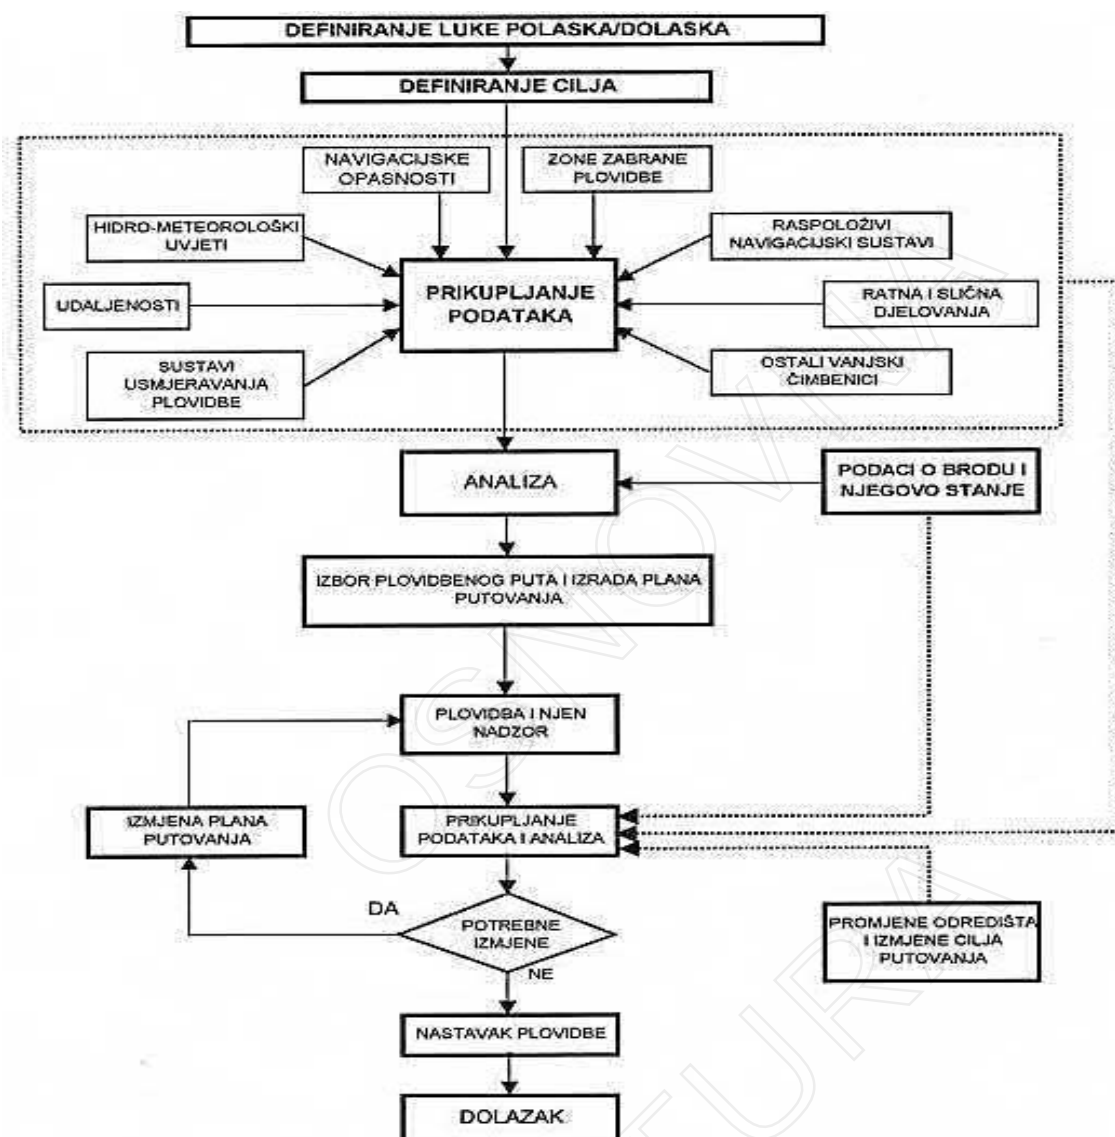 DEFINIRANJE LUKE POLASKA/DOLASKA
DEFINIRANJE CILJA
NAVIGACIJSKE
OPASNOSTI
ZONE ZABRANE
PLOVIDBE
HIDRO-METEOROLOŠKI
UVJETI
RASPOLOŽIVI
NAVIGACIJSKI SUSTAVI
PRIKUPLJANJE
PODATAKA
UDALJENOSTI
RATNA I SLIČNA
DJELOVANJA
SUSTAVI
USMJERAVANJA
PLOVIDBE
OSTALI VANJSKI
ČIMBENICI
ANALIZA
PODACI O BRODU I
NJEGOVO STANJE
IZBOR PLOVIDBENOG PUTA I IZRADA PLANA
PUTOVANJA
PLOVIDBA I NJEN
NADZOR
IZMJENA PLANA
PUTOVANJA
PRIKUPLJANJE
PODATAKA I ANALIZA
DA
POTREBNE
IZMJENE
NE
PROMJENE ODREDIŠTA
I IZMJENE CILJA
PUTOVANJA
NASTAVAK PLOVIDBE
DOLAZAK
OSNOVIJA
TURA